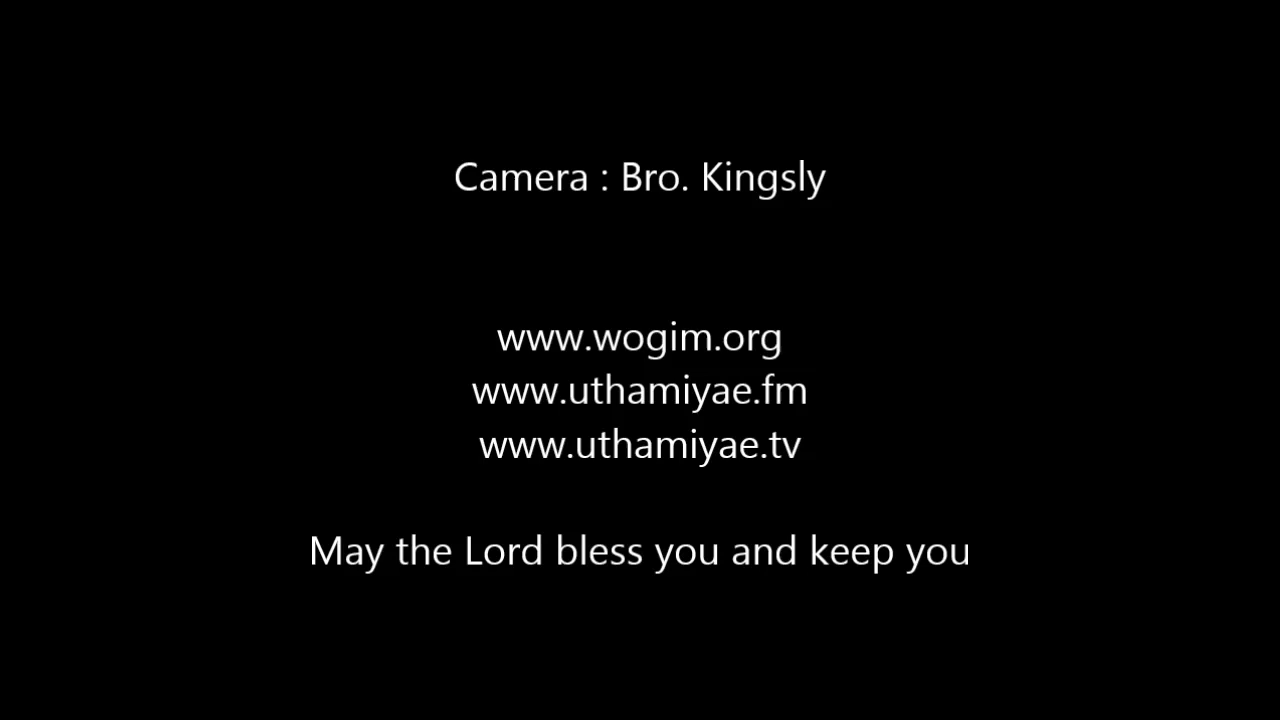 Camera : Bro. Kingsly
www.wogim.org
www.uthamiyae.fm
www.uthamiyae.tv
May the Lord bless you and keep you